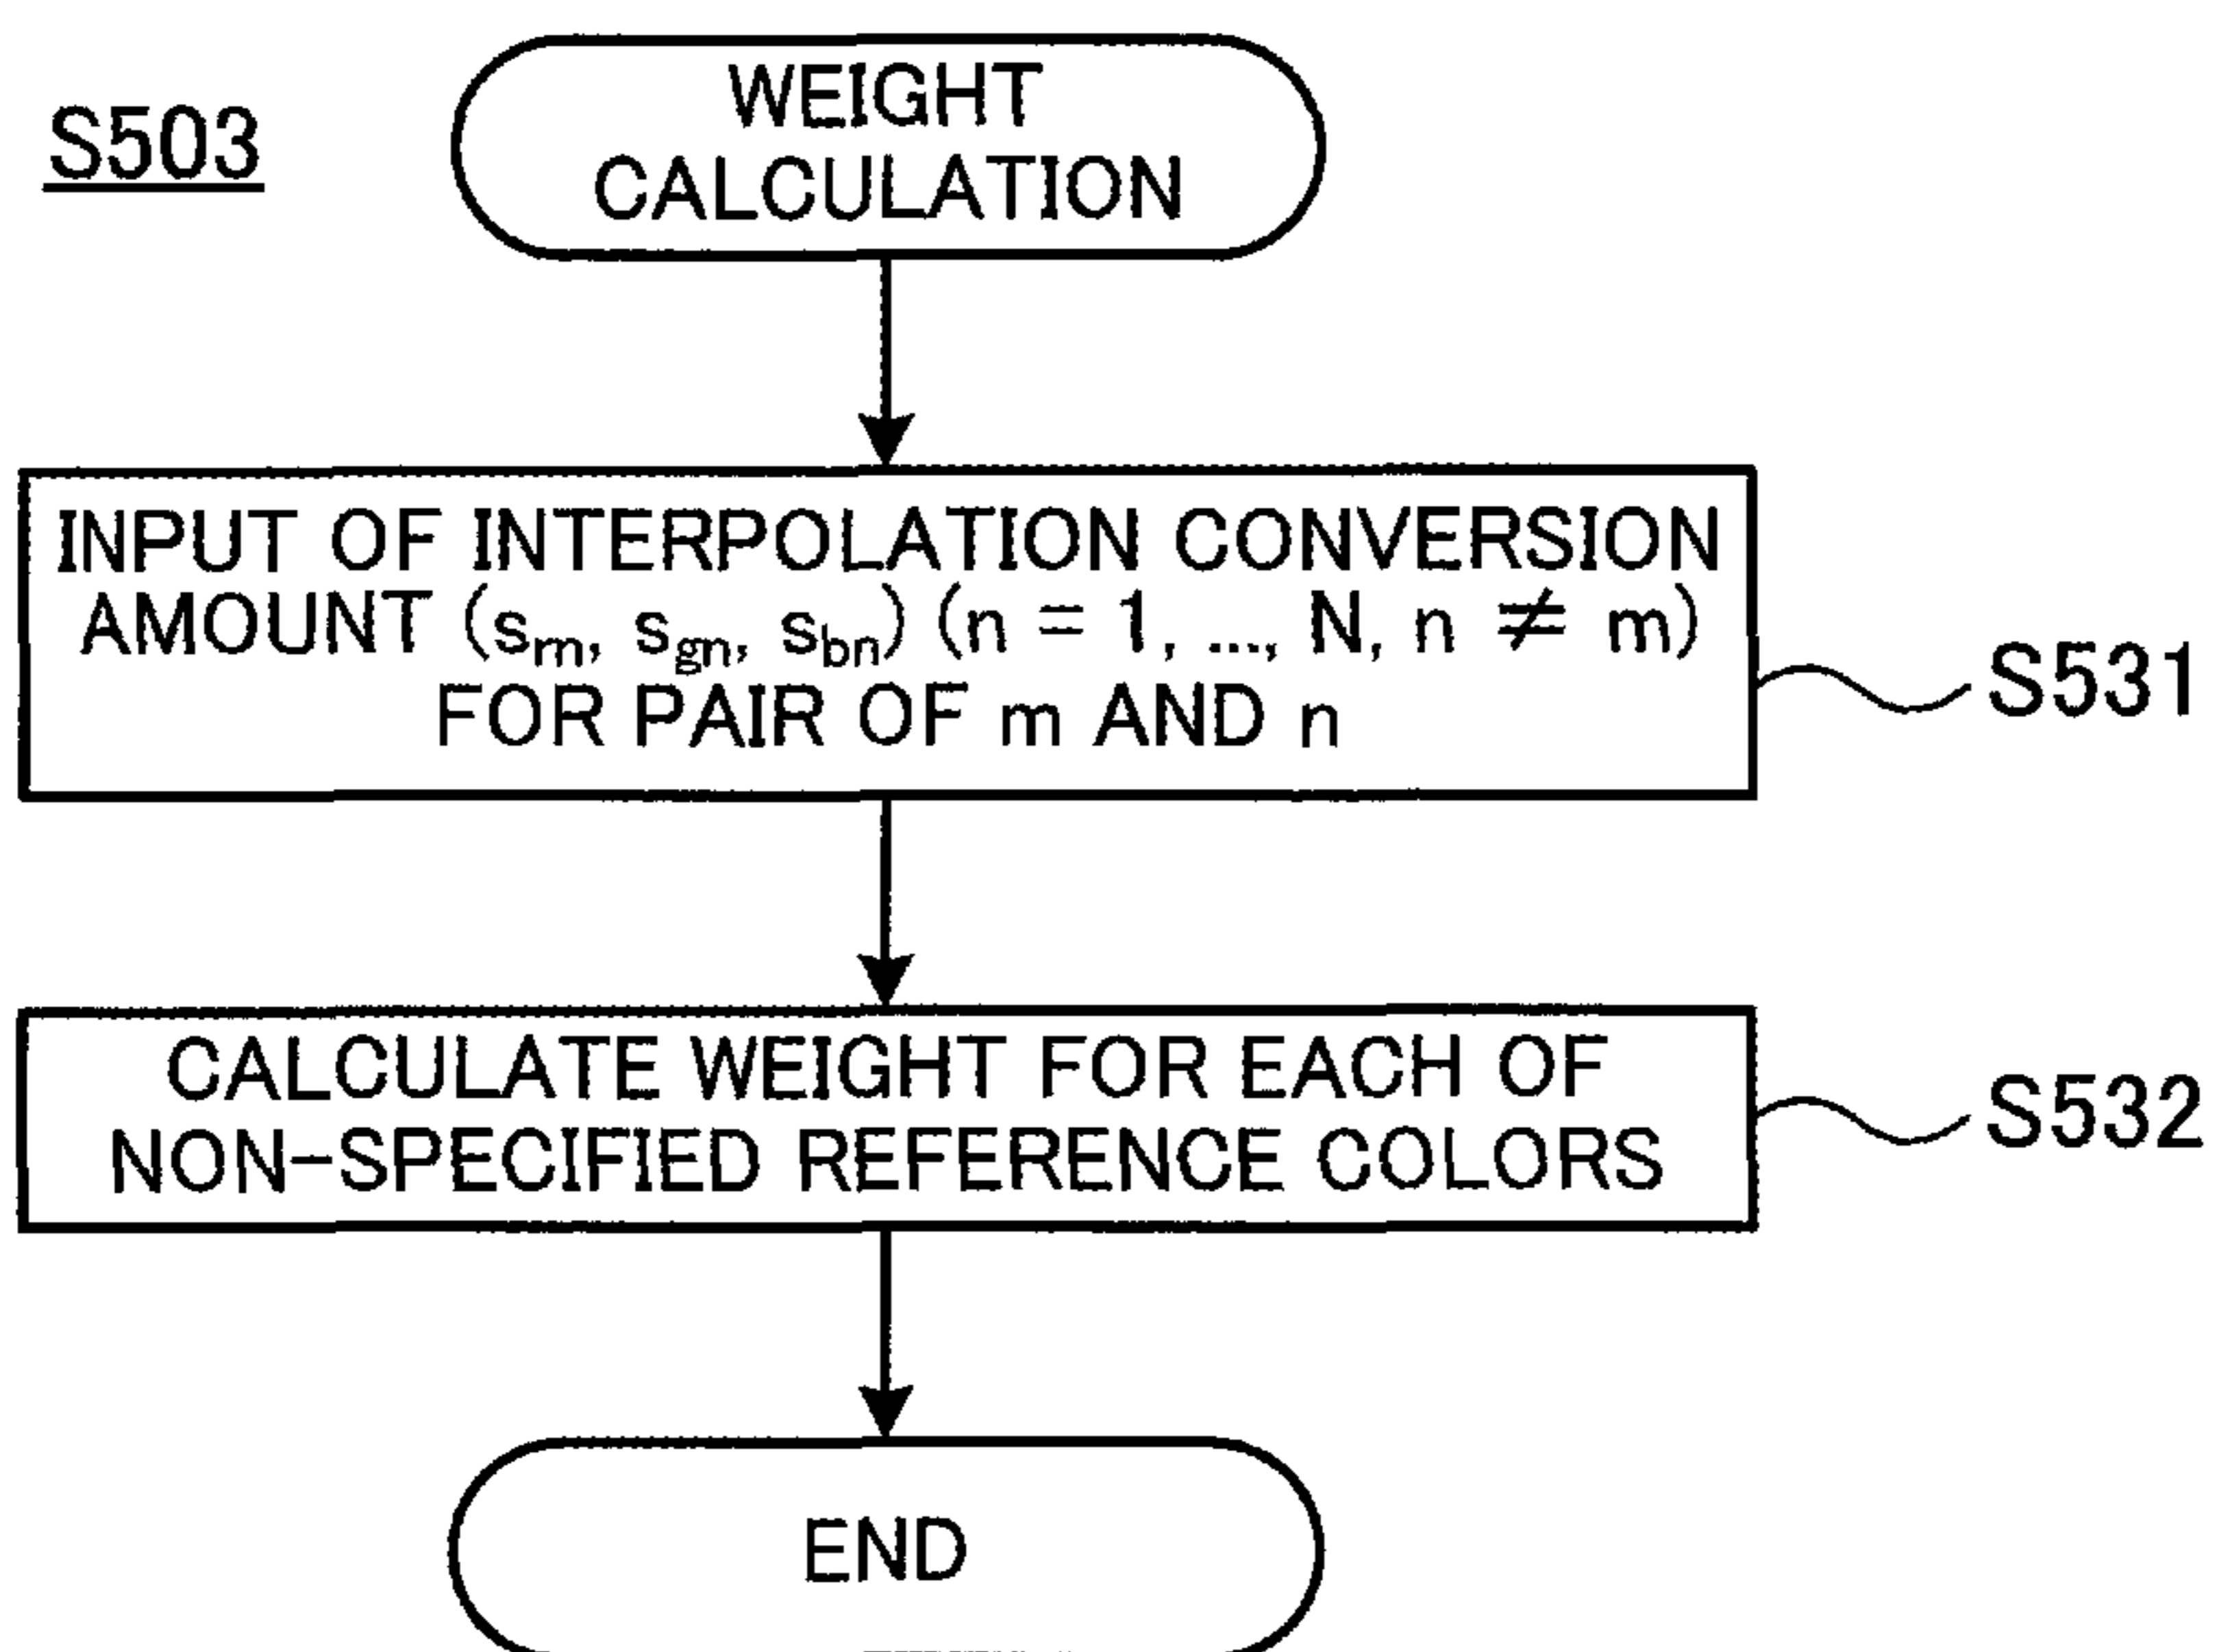 S503
WEIGHT
CALCULATION
INPUT OF INTERPOLATION CONVERSION
AMOUNT (sm, sgn, sbn) (n = 1, ..., N, n ≠ m)
FOR PAIR OF m AND n
S531
CALCULATE WEIGHT FOR EACH OF
NON-SPECIFIED REFERENCE COLORS
S532
END